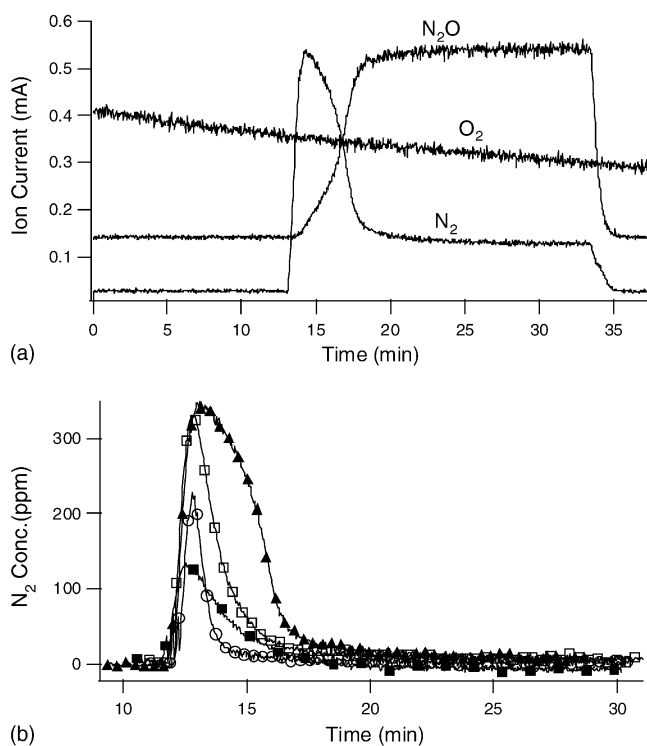 0.6
N2O
0.5
0.4
O2
Ion Current (mA)
0.3
0.2
N2
0.1
0 5 10 15 20 25 30 35
(a)
Time (min)
300
N2 Conc.(ppm)
200
100
0
10 15 20 25 30
(b)
Time (min)